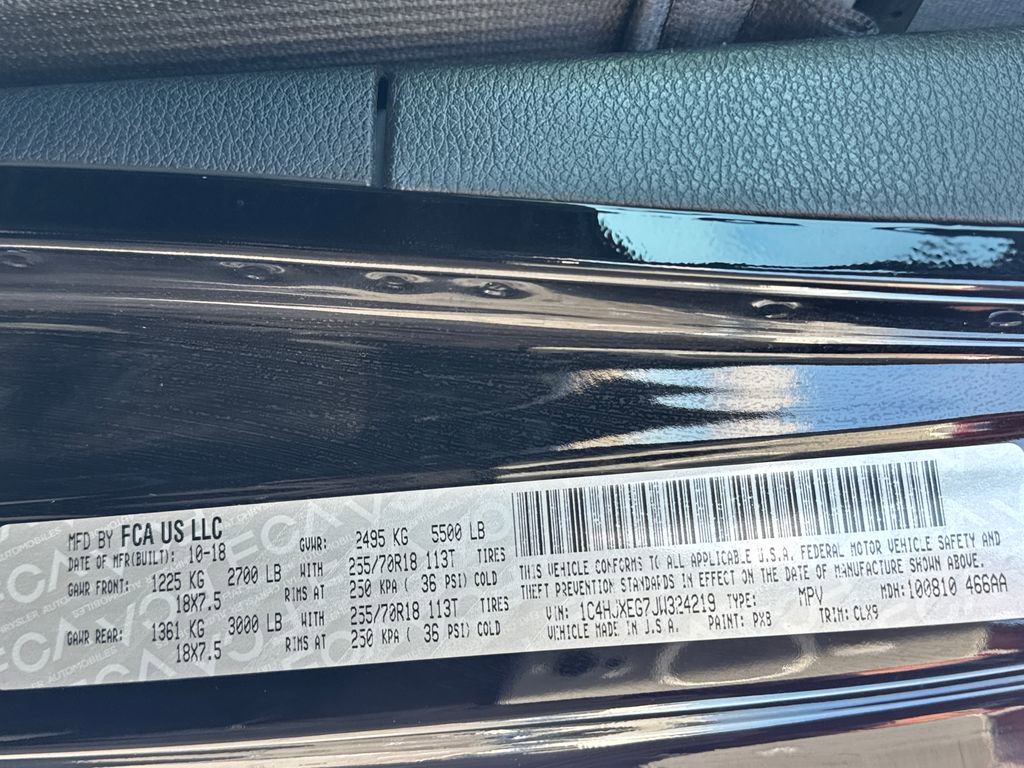 MFD BY FCA US LLC
DATE OF MFR(BUILT): 10-18
GVWR: 2495 KG 5500 LB
GAWR FRONT: 1225 KG 2700 LB WITH 255/70R18 113T TIRES
18X7.5 RIMS AT 250 KPA ( 36 PSI) COLD
GAWR REAR: 1361 KG 3000 LB WITH 255/70R18 113T TIRES
18X7.5 RIMS AT 250 KPA ( 36 PSI) COLD
THIS VEHICLE CONFORMS TO ALL APPLICABLE U.S.A. FEDERAL MOTOR VEHICLE SAFETY AND
THEFT PREVENTION STANDARDS IN EFFECT ON THE DATE OF MANUFACTURE SHOWN ABOVE.
VIN: 1C4HJXEG7JW324219 TYPE: MPV MDH: 100810 466AA
VEHICLE MADE IN U.S.A. PAINT: PX8 TRIM: CLX9